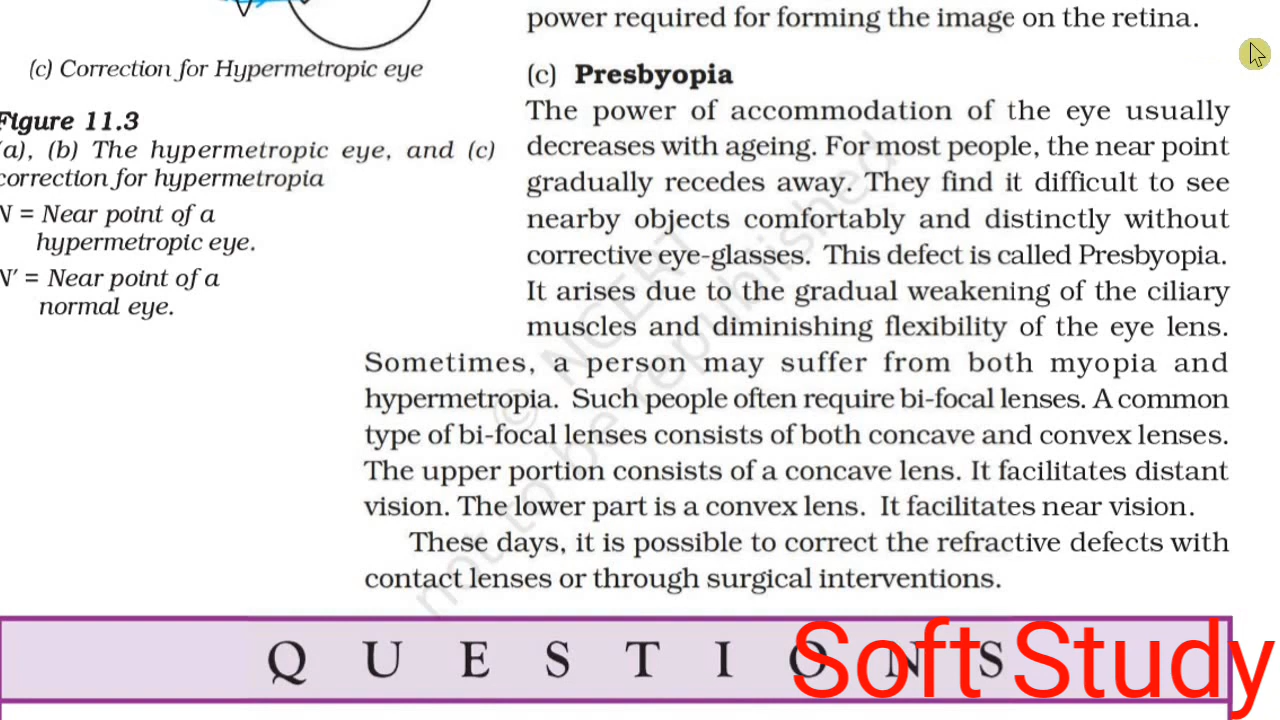 power required for forming the image on the retina.
(c) Correction for Hypermetropic eye
Figure 11.3
(a), (b) The hypermetropic eye, and (c)
correction for hypermetropia
N = Near point of a
hypermetropic eye.
N′ = Near point of a
normal eye.
(c) Presbyopia
The power of accommodation of the eye usually
decreases with ageing. For most people, the near point
gradually recedes away. They find it difficult to see
nearby objects comfortably and distinctly without
corrective eye-glasses. This defect is called Presbyopia.
It arises due to the gradual weakening of the ciliary
muscles and diminishing flexibility of the eye lens.
Sometimes, a person may suffer from both myopia and
hypermetropia. Such people often require bi-focal lenses. A common
type of bi-focal lenses consists of both concave and convex lenses.
The upper portion consists of a concave lens. It facilitates distant
vision. The lower part is a convex lens. It facilitates near vision.
These days, it is possible to correct the refractive defects with
contact lenses or through surgical interventions.
© NCERT
not to be republished
Q U E S T I O N S
Soft Study